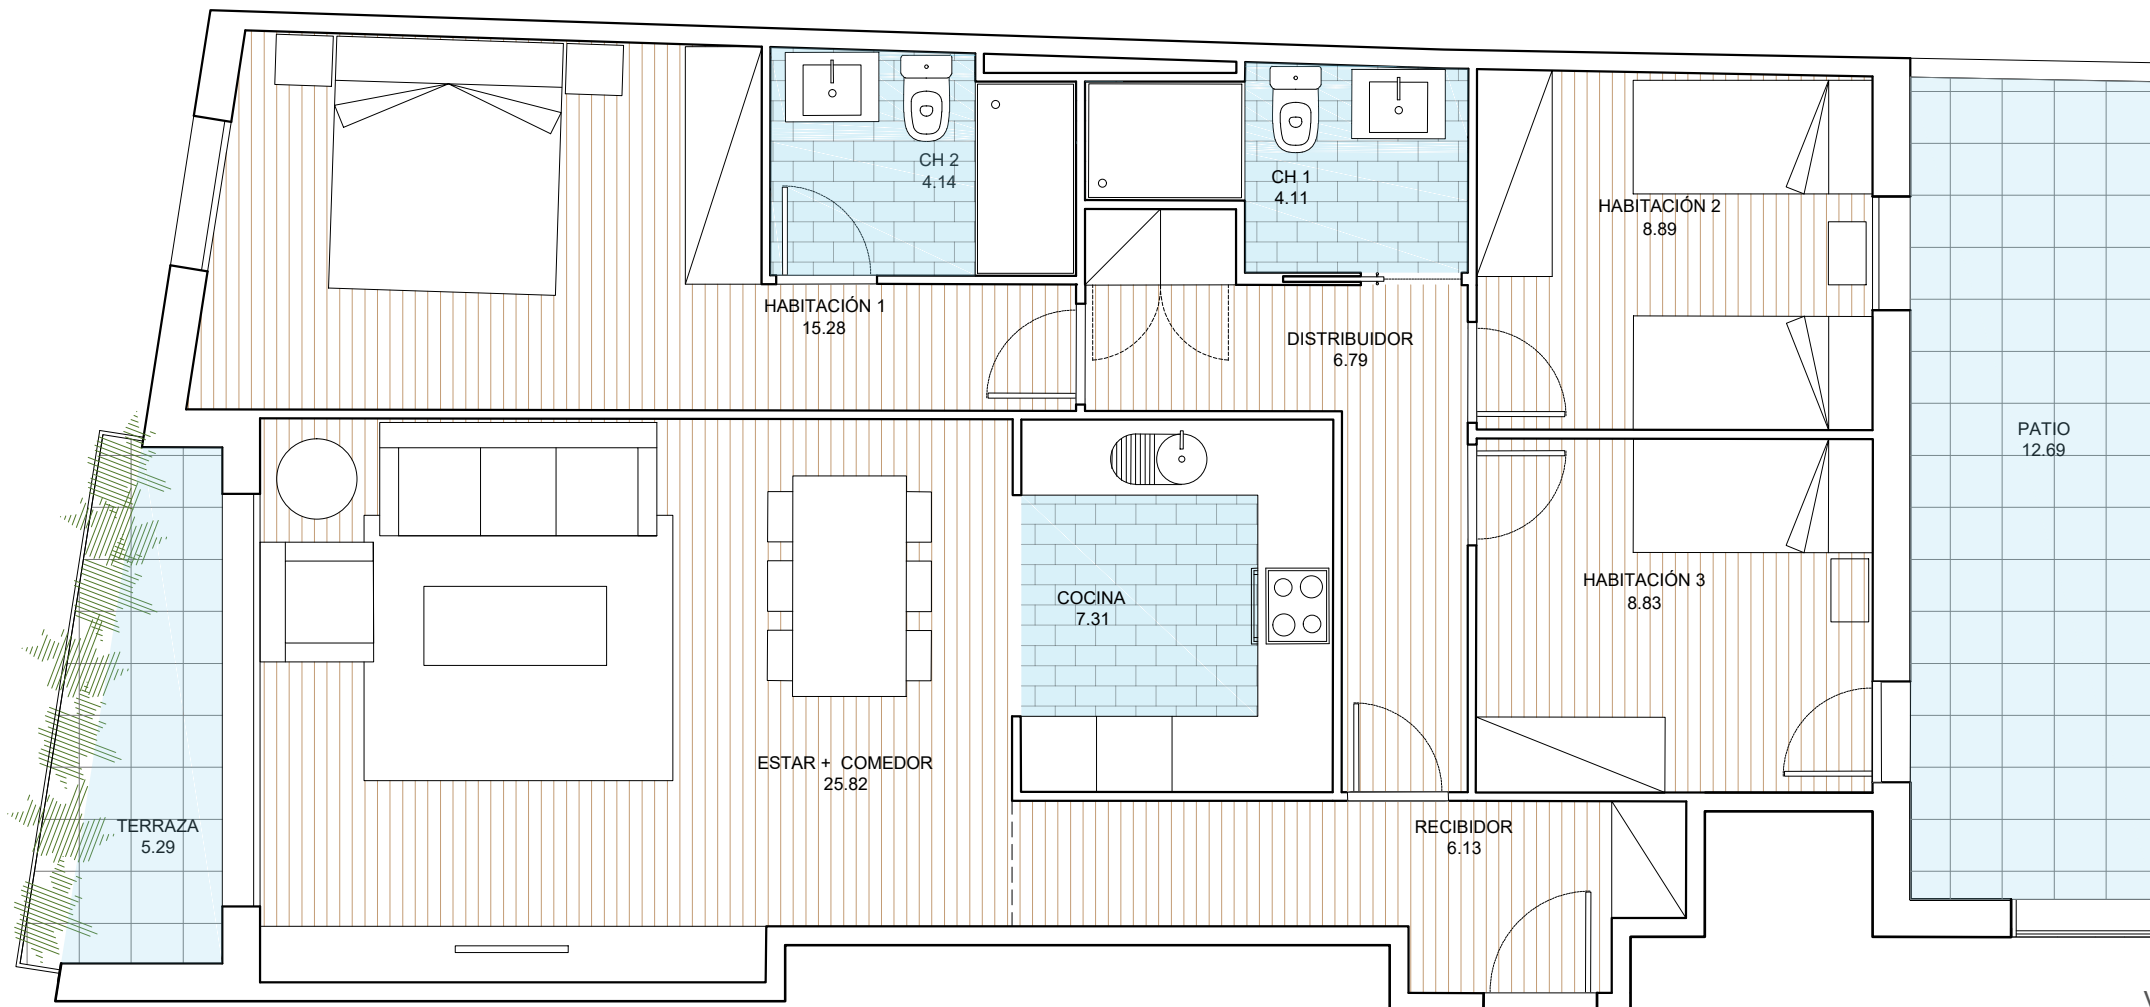 CH 2
4.14
CH 1
4.11
HABITACIÓN 2
8.89
HABITACIÓN 1
15.28
DISTRIBUIDOR
6.79
PATIO
12.69
HABITACIÓN 3
8.83
COCINA
7.31
ESTAR + COMEDOR
25.82
TERRAZA
5.29
RECIBIDOR
6.13